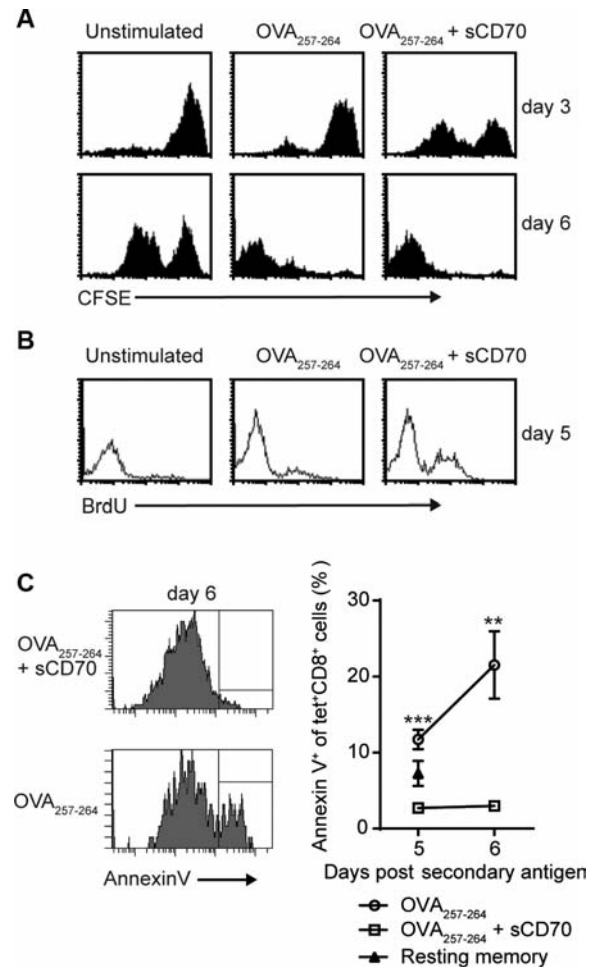 A
Unstimulated OVA257-264 OVA257-264 + sCD70
day 3
day 6
CFSE
B
Unstimulated OVA257-264 OVA257-264 + sCD70
day 5
BrdU
C
day 6
OVA257-264
+ sCD70
OVA257-264
AnnexinV
Annexin V+ of tet+CD8+ cells (%)
30
20
10
0
***
**
5 6
Days post secondary antigen
OVA257-264
OVA257-264 + sCD70
Resting memory